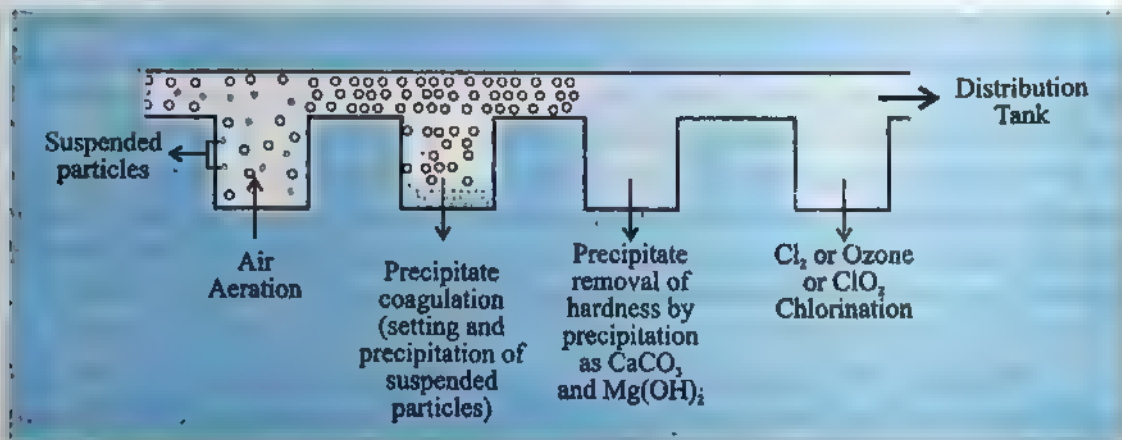 Distribution
Tank
Suspended
particles
Air
Aeration
Precipitate
coagulation
(setting and
precipitation of
suspended
particles)
Precipitate
removal of
hardness by
precipitation
as CaCO₃
and Mg(OH)₂
Cl₂ or Ozone
or ClO₂
Chlorination